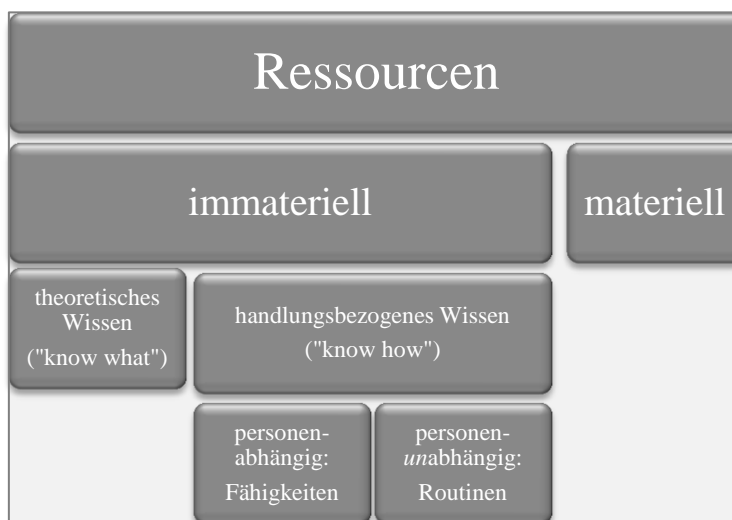 Ressourcen
immateriell
materiell
theoretisches
Wissen
("know what")
handlungsbezogenes Wissen
("know how")
personen-
abhängig:
Fähigkeiten
personen-
unabhängig:
Routinen